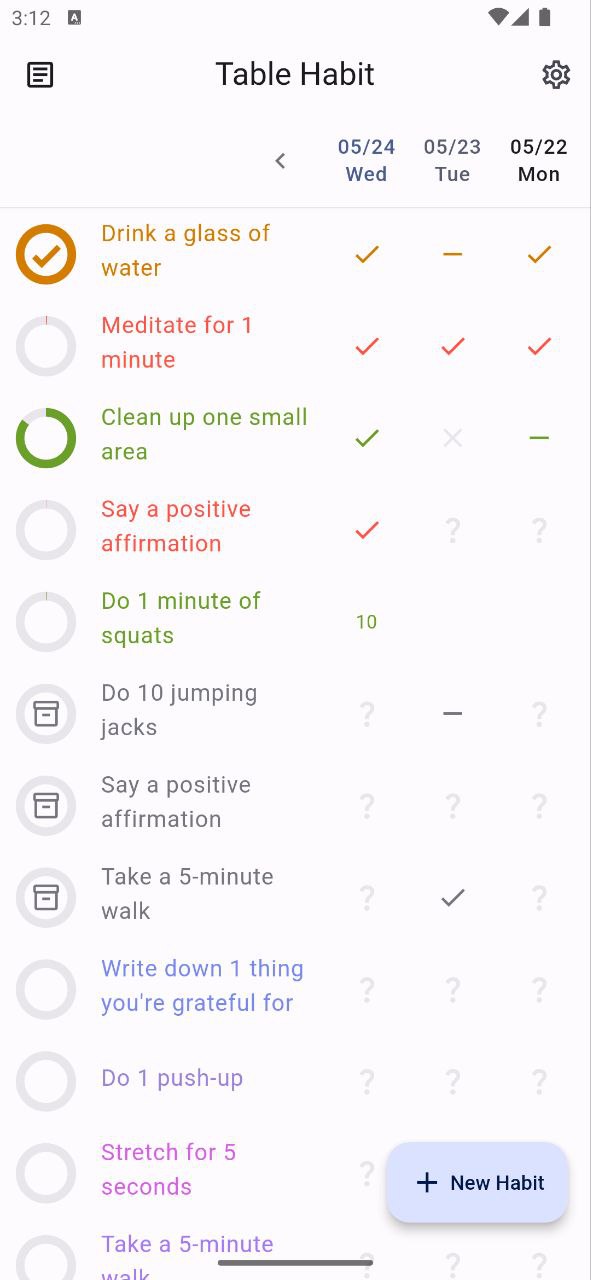 3:12 A
Table Habit
05/24 05/23 05/22
Wed Tue Mon
Drink a glass of
water
Meditate for 1
minute
Clean up one small
area
Say a positive
affirmation
? ?
Do 1 minute of
squats
10
Do 10 jumping
jacks
? ?
Say a positive
affirmation
? ? ?
Take a 5-minute
walk
? ?
Write down 1 thing
you're grateful for
? ? ?
Do 1 push-up
? ? ?
Stretch for 5
seconds
?
+ New Habit
Take a 5-minute
walk
? ? ?